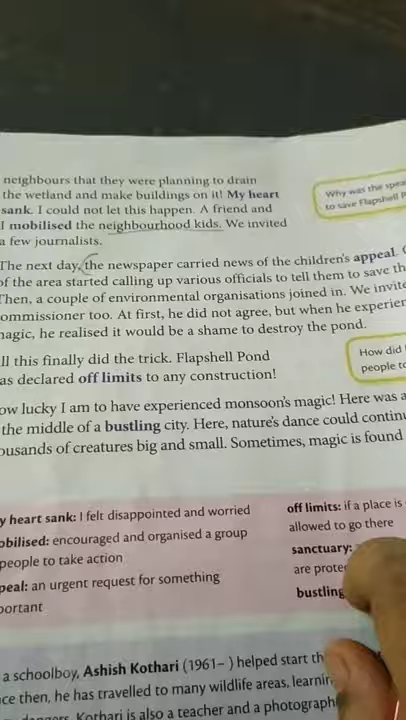 neighbours that they were planning to drain
the wetland and make buildings on it! My heart
sank. I could not let this happen. A friend and
I mobilised the neighbourhood kids. We invited
a few journalists.
Why was the
to save Flapshell
The next day, the newspaper carried news of the children's appeal.
of the area started calling up various officials to tell them to save
Then, a couple of environmental organisations joined in. We
ommissioner too. At first, he did not agree, but when he
magic, he realised it would be a shame to destroy the pond.
ll this finally did the trick. Flapshell Pond
as declared off limits to any construction!
How did
people
ow lucky I am to have experienced monsoon's magic! Here was a
the middle of a bustling city. Here, nature's dance could
ousands of creatures big and small. Sometimes, magic is found
y heart sank: I felt disappointed and worried
obilised: encouraged and organised a group
people to take action
peal: an urgent request for something
portant
off limits: if a place is
allowed to go there
sanctuary:
are
bustling
a schoolboy, Ashish Kothari (1961– ) helped start
ce then, he has travelled to many wildlife areas,
Kothari is also a teacher and a